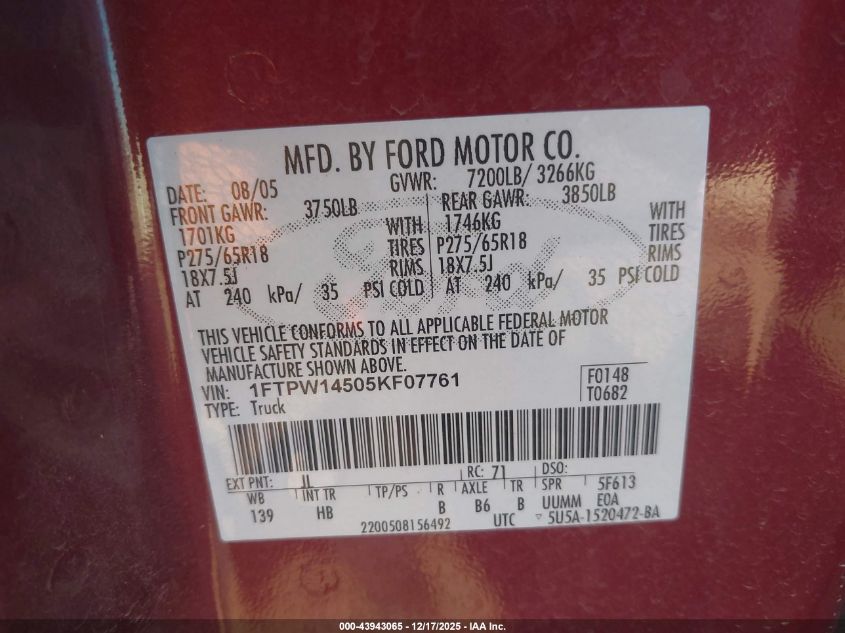 MFD. BY FORD MOTOR CO.
DATE: 08/05 GVWR: 7200LB/ 3266KG
FRONT GAWR: 3750LB REAR GAWR: 3850LB
1701KG WITH 1746KG WITH
P275/65R18 TIRES P275/65R18 TIRES
18X7.5J RIMS 18X7.5J RIMS
AT 240 kPa/ 35 PSI COLD AT 240 kPa/ 35 PSI COLD
THIS VEHICLE CONFORMS TO ALL APPLICABLE FEDERAL MOTOR
VEHICLE SAFETY STANDARDS IN EFFECT ON THE DATE OF
MANUFACTURE SHOWN ABOVE.
VIN: 1FTPW14505KF07761 F0148
TYPE: Truck T0682
EXT PNT: JL RC: 71 DSO:
WB INT TR TP/PS R AXLE TR SPR 5F613
139 HB B B6 B UUMM EOA
2200508156492 UTC ▽ 5U5A-1520472-BA
000-43943065 - 12/17/2025 - IAA Inc.